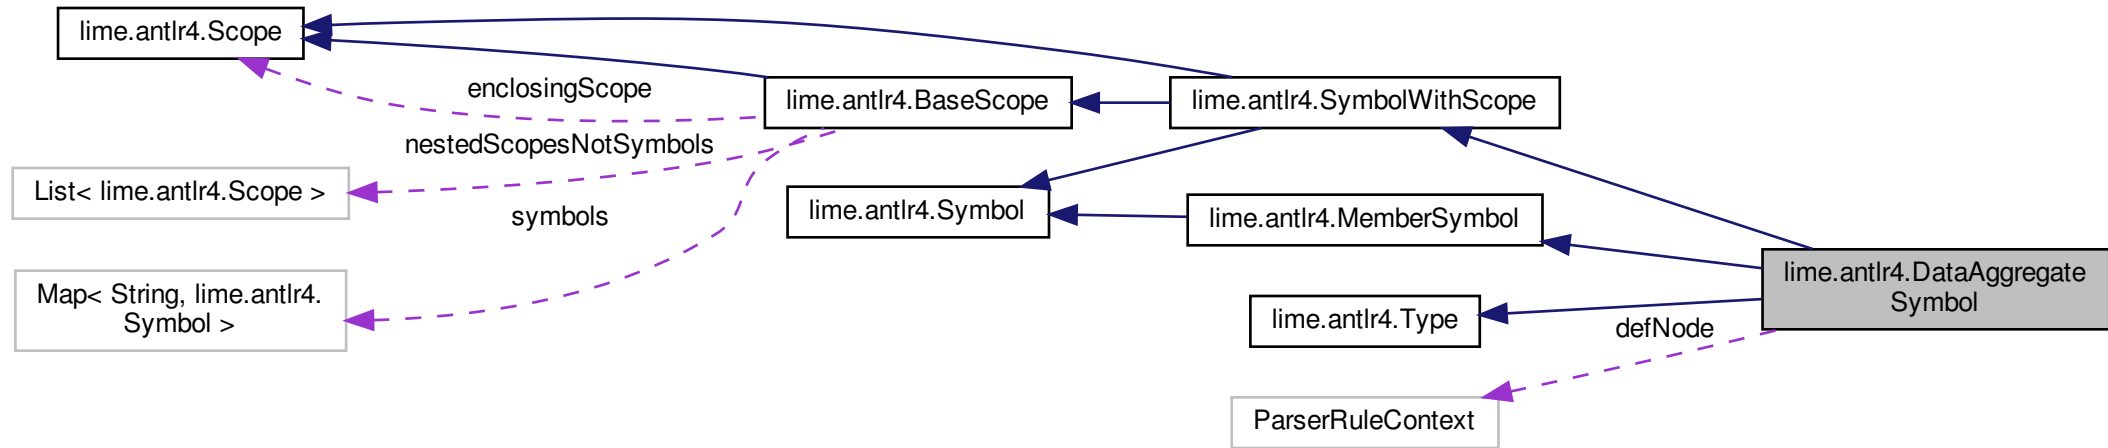 lime.antlr4.Scope
enclosingScope
lime.antlr4.BaseScope
lime.antlr4.SymbolWithScope
nestedScopesNotSymbols
List< lime.antlr4.Scope >
symbols
lime.antlr4.Symbol
lime.antlr4.MemberSymbol
Map< String, lime.antlr4.
Symbol >
lime.antlr4.Type
lime.antlr4.DataAggregate
Symbol
defNode
ParserRuleContext